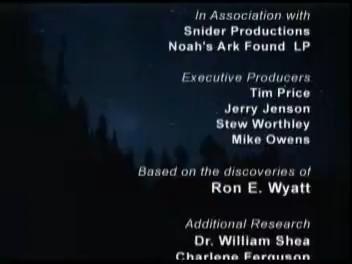 In Association with
Snider Productions
Noah's Ark Found LP
Executive Producers
Tim Price
Jerry Jenson
Stew Worthley
Mike Owens
Based on the discoveries of
Ron E. Wyatt
Additional Research
Dr. William Shea
Charlene Ferguson